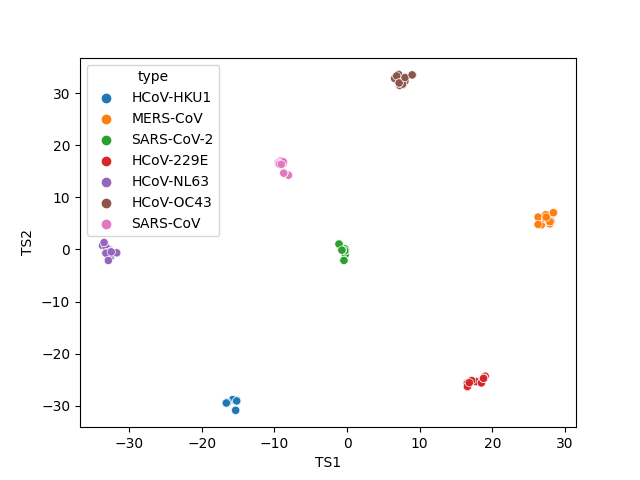 type
HCoV-HKU1
MERS-CoV
SARS-CoV-2
HCoV-229E
HCoV-NL63
HCoV-OC43
SARS-CoV
TS2
30
20
10
0
−10
−20
−30
−30 −20 −10 0 10 20 30
TS1